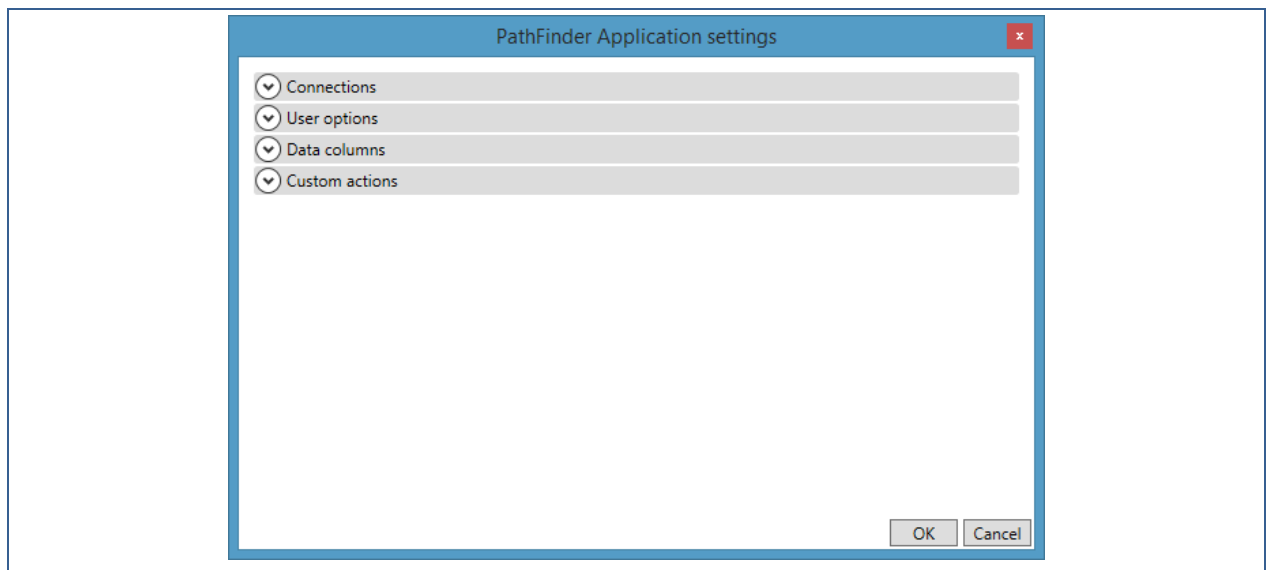 PathFinder Application settings
x
Connections
User options
Data columns
Custom actions
OK Cancel